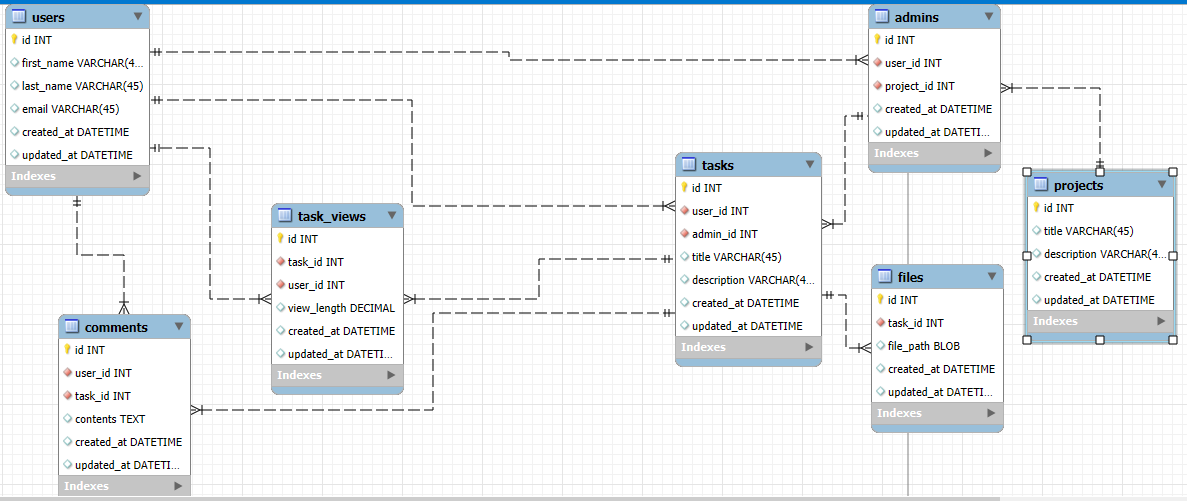 users
id INT
first_name VARCHAR(4...
last_name VARCHAR(45)
email VARCHAR(45)
created_at DATETIME
updated_at DATETIME
Indexes
admins
id INT
user_id INT
project_id INT
created_at DATETIME
updated_at DATETI...
Indexes
tasks
id INT
user_id INT
admin_id INT
title VARCHAR(45)
description VARCHAR(4...
created_at DATETIME
updated_at DATETIME
Indexes
projects
id INT
title VARCHAR(45)
description VARCHAR(4...
created_at DATETIME
updated_at DATETIME
Indexes
task_views
id INT
task_id INT
user_id INT
view_length DECIMAL
created_at DATETIME
updated_at DATETI...
Indexes
files
id INT
task_id INT
file_path BLOB
created_at DATETIME
updated_at DATETI...
Indexes
comments
id INT
user_id INT
task_id INT
contents TEXT
created_at DATETIME
updated_at DATETI...
Indexes